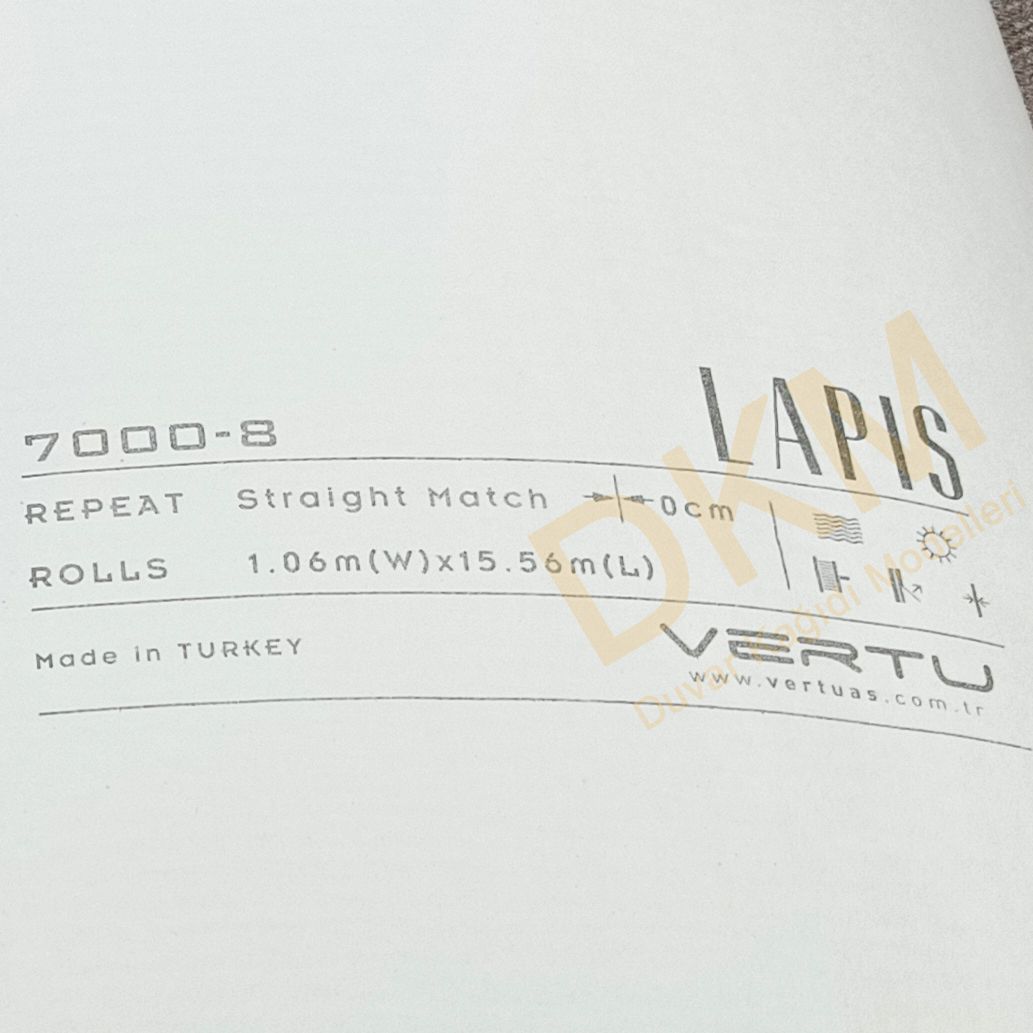 LAPIS
7000-8
REPEAT Straight Match 0cm
ROLLS 1.06m(W)x15.56m(L)
Made in TURKEY
VERTU
www.vertuas.com.tr
DKM
Duvar Kağıdı Modelleri